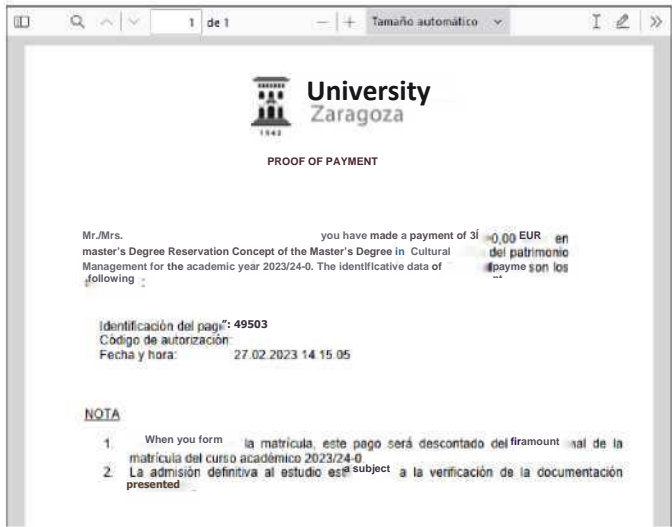 1 de 1 Tamaño automático
University
Zaragoza
1542
PROOF OF PAYMENT
Mr./Mrs. you have made a payment of 0,00 EUR en
master's Degree Reservation Concept of the Master's Degree in Cultural del patrimonio
Management for the academic year 2023/24-0. The identificative data of payme son los
following :
Identificación del pago": 49503
Código de autorización:
Fecha y hora: 27.02.2023 14.15.05
NOTA
1. When you form la matrícula, este pago será descontado del firamount nal de la
matrícula del curso académico 2023/24-0
2. La admisión definitiva al estudio esta subject a la verificación de la documentación
presented